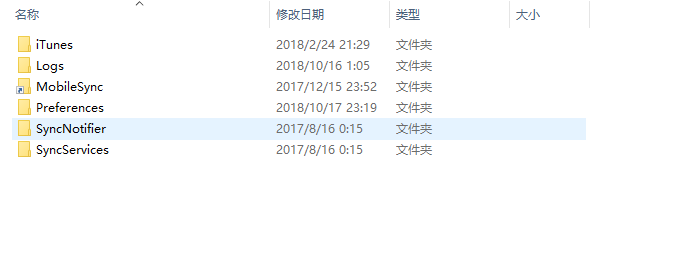 名称 修改日期 类型 大小
iTunes 2018/2/24 21:29 文件夹
Logs 2018/10/16 1:05 文件夹
MobileSync 2017/12/15 23:52 文件夹
Preferences 2018/10/17 23:19 文件夹
SyncNotifier 2017/8/16 0:15 文件夹
SyncServices 2017/8/16 0:15 文件夹